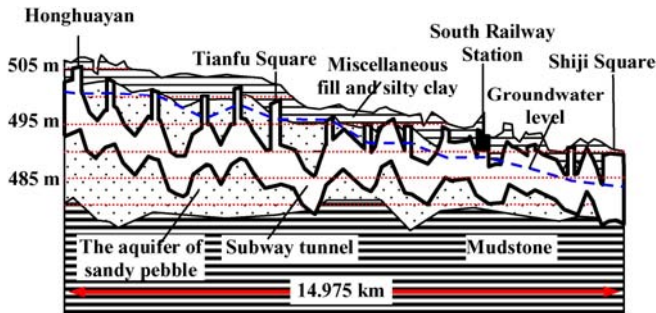 Honghuayan
505 m
495 m
485 m
Tianfu Square
Miscellaneous
fill and silty clay
South Railway
Station
Shiji Square
Groundwater
level
The aquifer of
sandy pebble
Subway tunnel
Mudstone
14.975 km